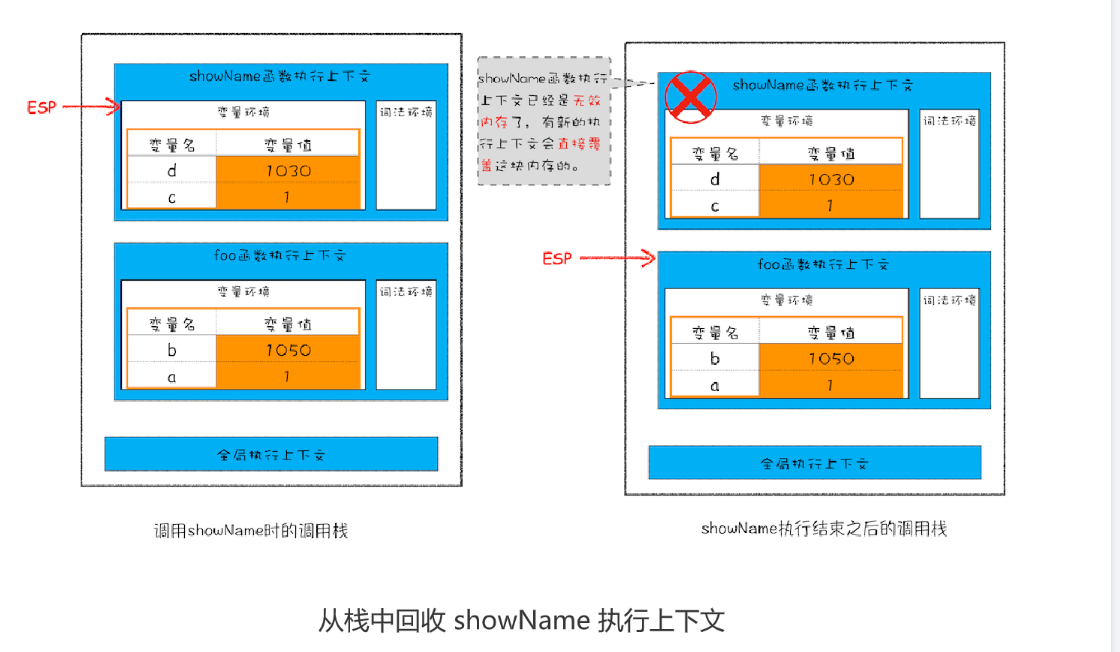 showName函数执行上下文
ESP
变量环境
词法环境
变量名 变量值
d 1030
c 1
foo函数执行上下文
变量环境
词法环境
变量名 变量值
b 1050
a 1
全局执行上下文
调用showName时的调用栈
showName函数执行
上下文已经是无效
内存了，有新的执
行上下文会直接覆
盖这块内存的。
showName函数执行上下文
变量环境
词法环境
变量名 变量值
d 1030
c 1
ESP
foo函数执行上下文
变量环境
词法环境
变量名 变量值
b 1050
a 1
全局执行上下文
showName执行结束之后的调用栈
从栈中回收 showName 执行上下文